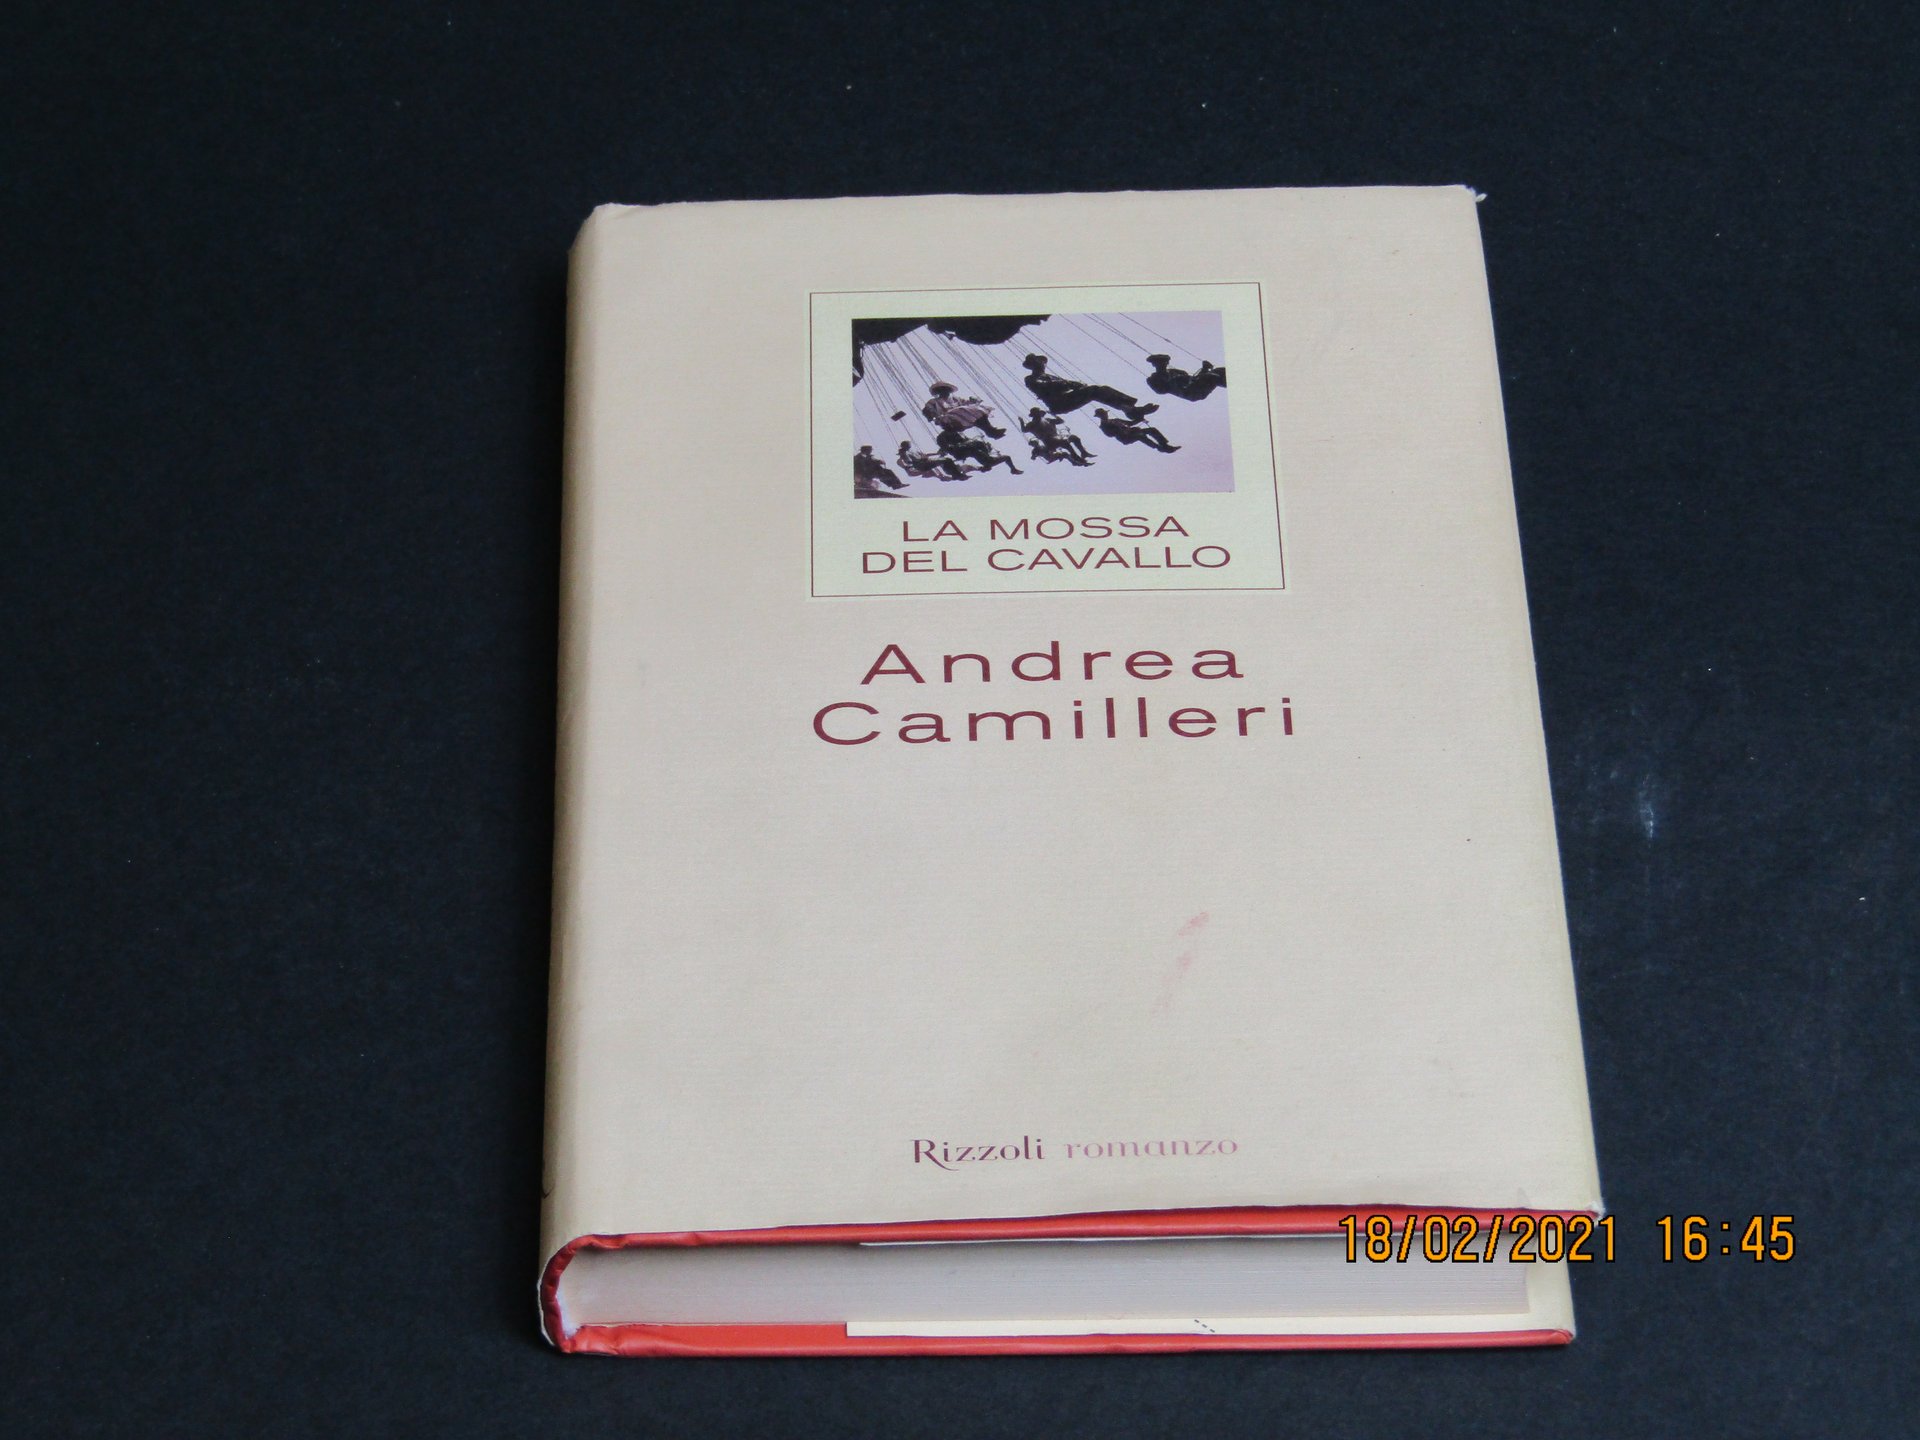 LA MOSSA
DEL CAVALLO
Andrea
Camilleri
Rizzoli romanzo
18/02/2021 16:45